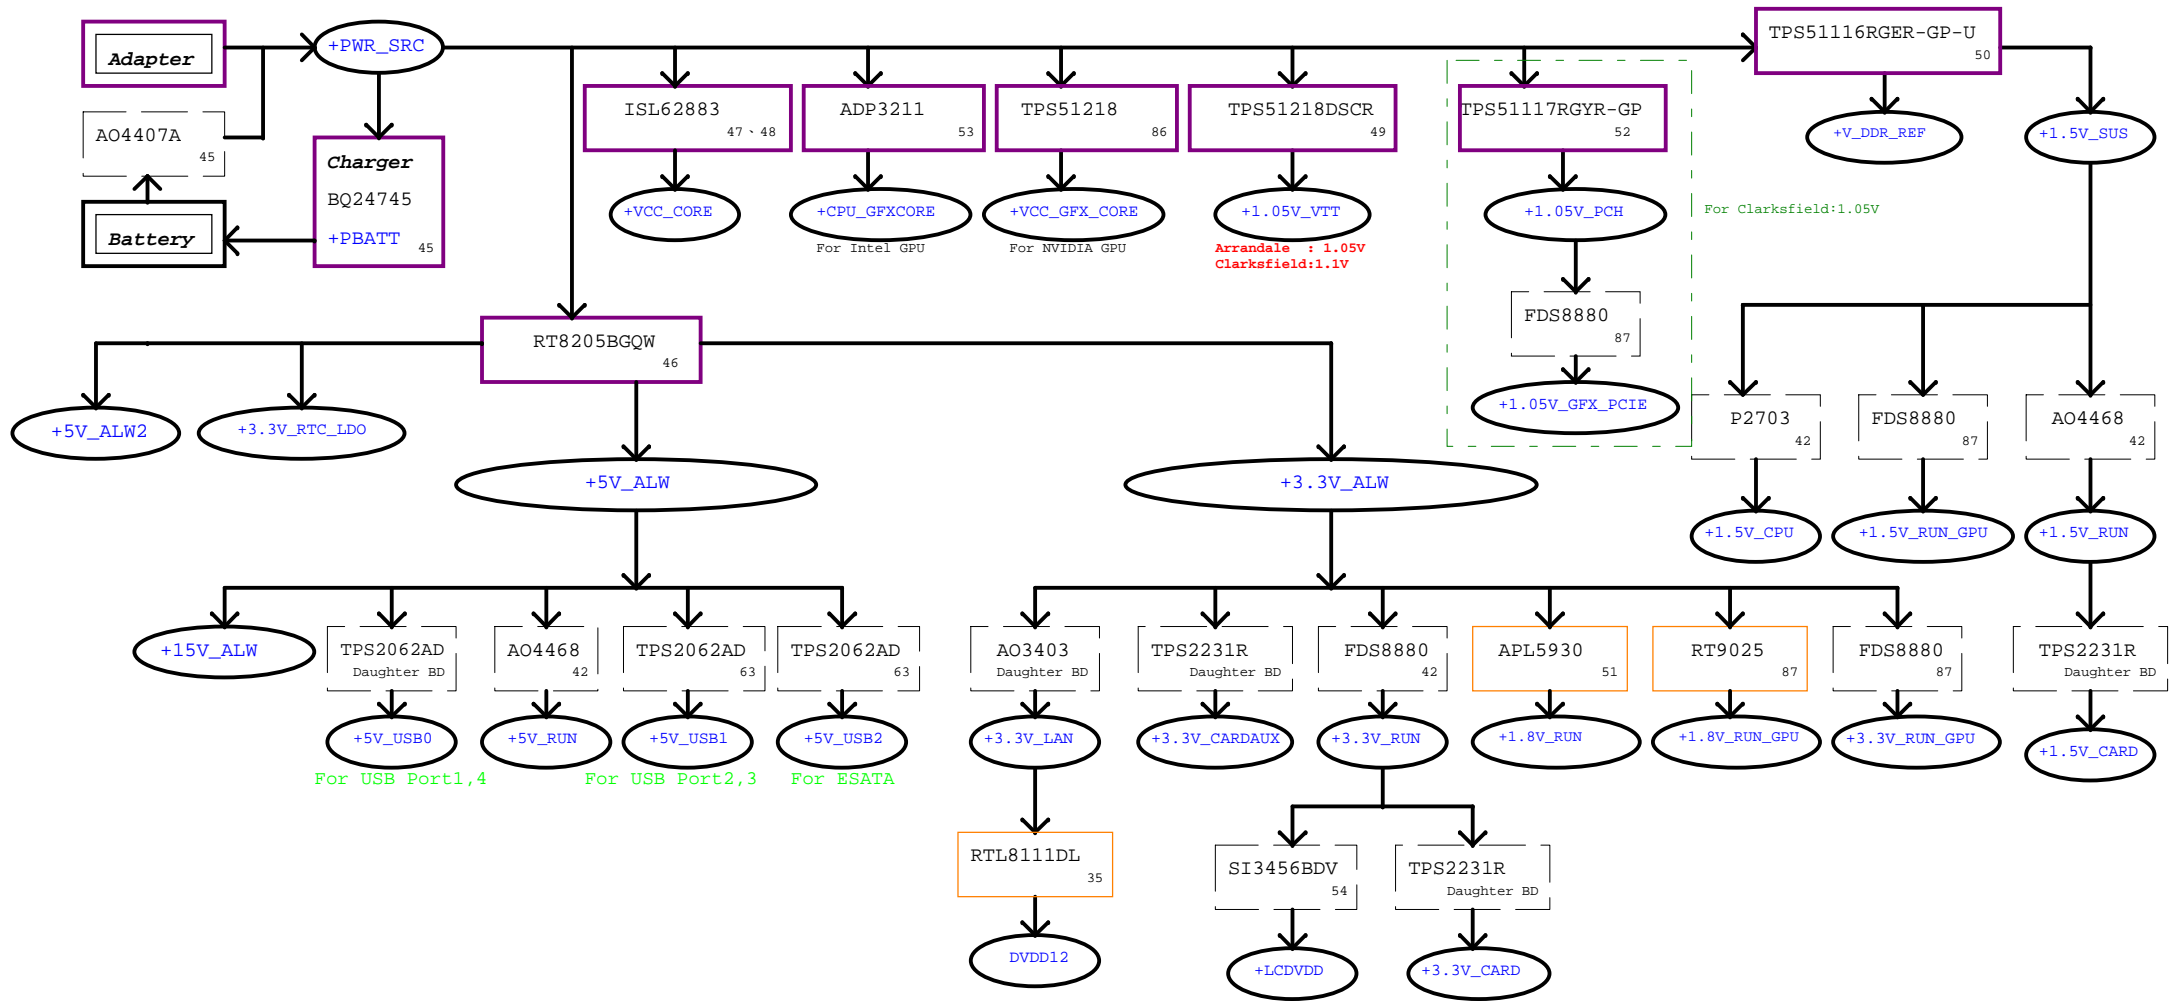 Adapter
+PWR_SRC
TPS51116RGER-GP-U
50
AO4407A
45
Charger
BQ24745
+PBATT
45
Battery
ISL62883
47、48
ADP3211
53
TPS51218
86
TPS51218DSCR
49
TPS51117RGYR-GP
52
+V_DDR_REF
+1.5V_SUS
+VCC_CORE
+CPU_GFXCORE
For Intel GPU
+VCC_GFX_CORE
For NVIDIA GPU
+1.05V_VTT
Arrandale : 1.05V
Clarksfield:1.1V
+1.05V_PCH
For Clarksfield:1.05V
FDS8880
87
+1.05V_GFX_PCIE
RT8205BGQW
46
+5V_ALW2
+3.3V_RTC_LDO
P2703
42
FDS8880
87
AO4468
42
+5V_ALW
+3.3V_ALW
+1.5V_CPU
+1.5V_RUN_GPU
+1.5V_RUN
+15V_ALW
TPS2062AD
Daughter BD
AO4468
42
TPS2062AD
63
TPS2062AD
63
AO3403
Daughter BD
TPS2231R
Daughter BD
FDS8880
42
APL5930
51
RT9025
87
FDS8880
87
TPS2231R
Daughter BD
+5V_USB0
For USB Port1,4
+5V_RUN
+5V_USB1
For USB Port2,3
+5V_USB2
For ESATA
+3.3V_LAN
+3.3V_CARDAUX
+3.3V_RUN
+1.8V_RUN
+1.8V_RUN_GPU
+3.3V_RUN_GPU
+1.5V_CARD
RTL8111DL
35
SI3456BDV
54
TPS2231R
Daughter BD
DVDD12
+LCDVDD
+3.3V_CARD